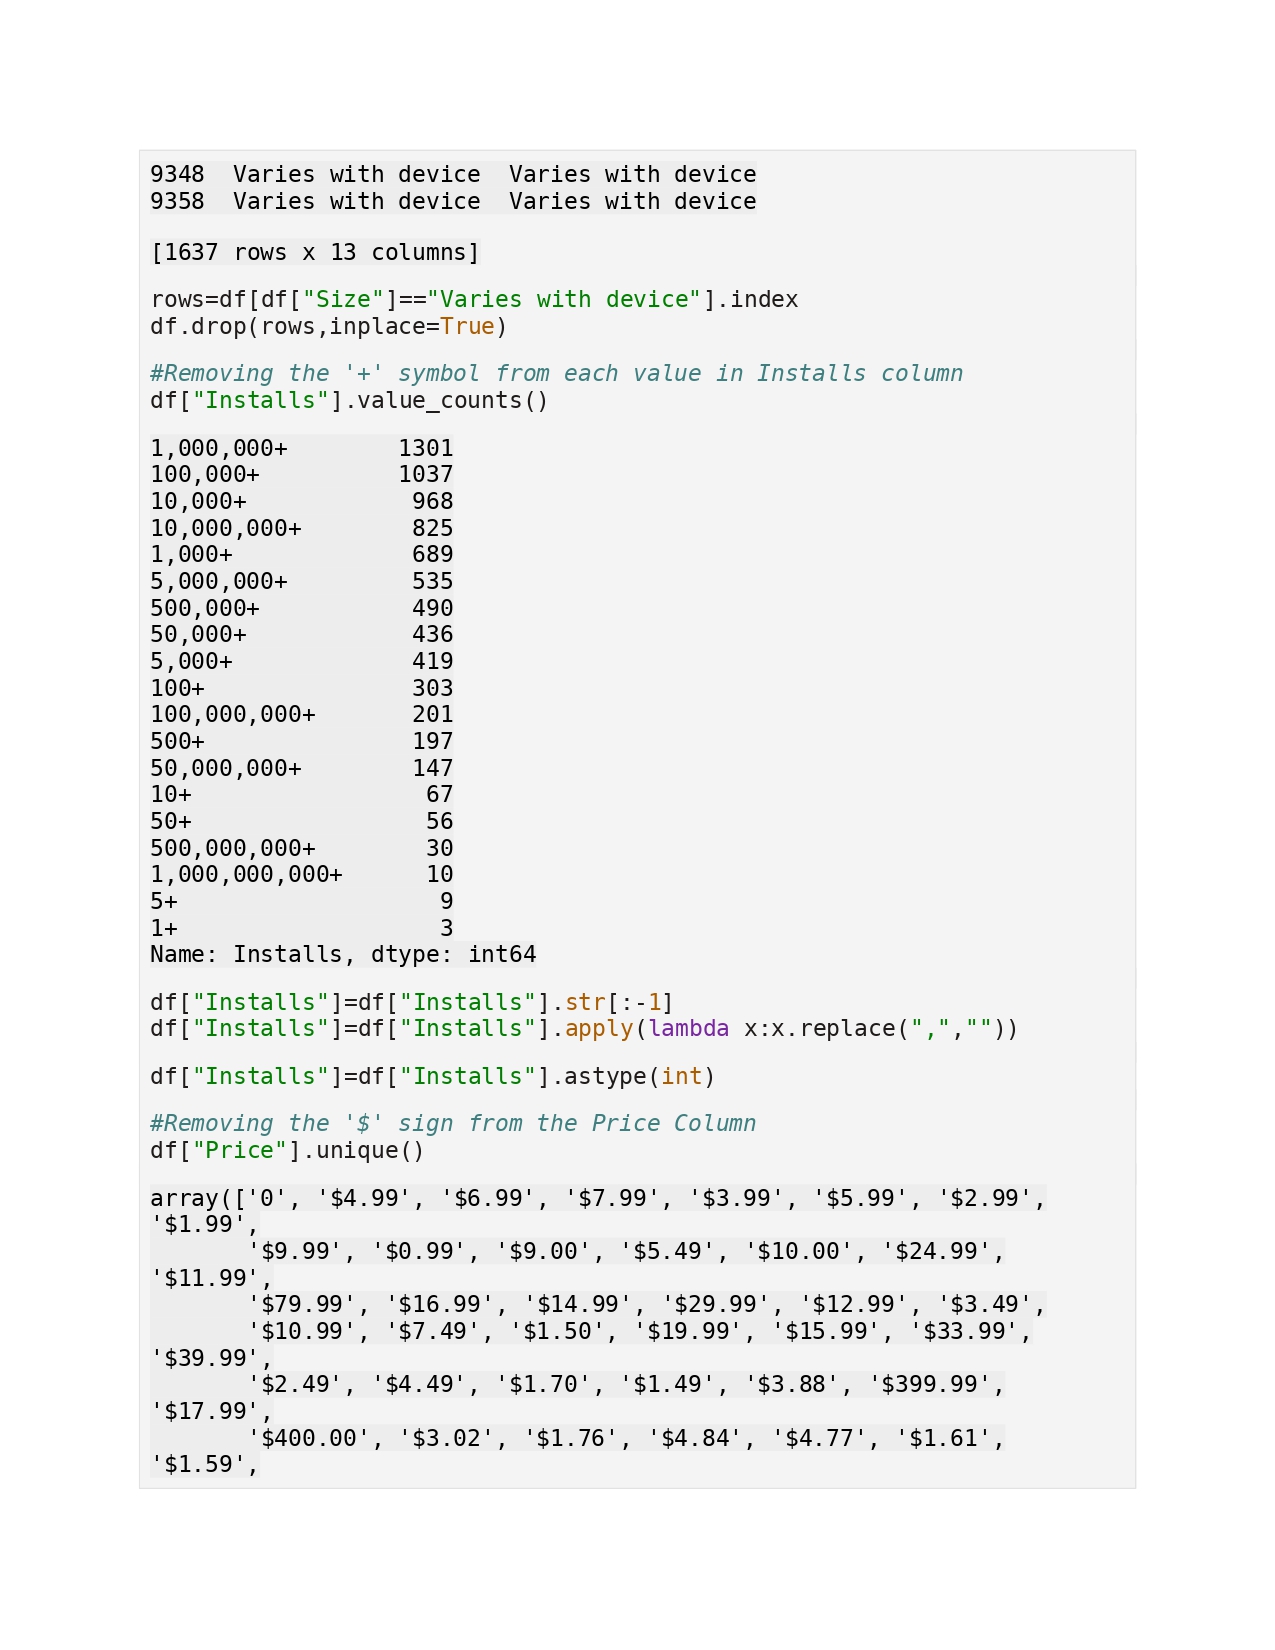 9348  Varies with device  Varies with device
9358  Varies with device  Varies with device
[1637 rows x 13 columns]
rows=df[df["Size"]=="Varies with device"].index
df.drop(rows,inplace=True)
#Removing the '+' symbol from each value in Installs column
df["Installs"].value_counts()
1,000,000+        1301
100,000+          1037
10,000+            968
10,000,000+        825
1,000+             689
5,000,000+         535
500,000+           490
50,000+            436
5,000+             419
100+               303
100,000,000+       201
500+               197
50,000,000+        147
10+                 67
50+                 56
500,000,000+        30
1,000,000,000+      10
5+                   9
1+                   3
Name: Installs, dtype: int64
df["Installs"]=df["Installs"].str[:-1]
df["Installs"]=df["Installs"].apply(lambda x:x.replace(",",""))
df["Installs"]=df["Installs"].astype(int)
#Removing the '$' sign from the Price Column
df["Price"].unique()
array(['0', '$4.99', '$6.99', '$7.99', '$3.99', '$5.99', '$2.99',
'$1.99',
       '$9.99', '$0.99', '$9.00', '$5.49', '$10.00', '$24.99',
'$11.99',
       '$79.99', '$16.99', '$14.99', '$29.99', '$12.99', '$3.49',
       '$10.99', '$7.49', '$1.50', '$19.99', '$15.99', '$33.99',
'$39.99',
       '$2.49', '$4.49', '$1.70', '$1.49', '$3.88', '$399.99',
'$17.99',
       '$400.00', '$3.02', '$1.76', '$4.84', '$4.77', '$1.61',
'$1.59',